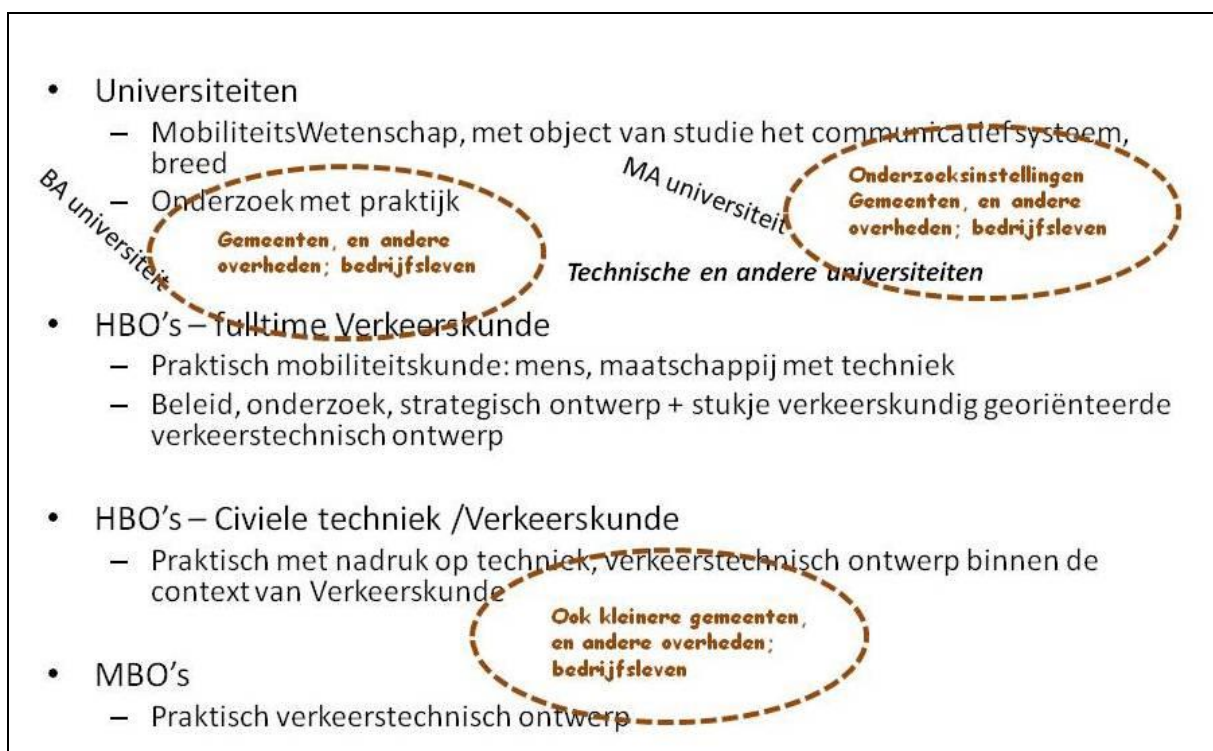 • Universiteiten
– MobiliteitsWetenschap, met object van studie het communicatief systeem,
breed
– Onderzoek met praktijk
BA universiteit
Gemeenten, en andere
overheden; bedrijfsleven
MA universiteit
Onderzoeksinstellingen
Gemeenten, en andere
overheden; bedrijfsleven
Technische en andere universiteiten
• HBO’s – fulltime Verkeerskunde
– Praktisch mobiliteitskunde: mens, maatschappij met techniek
– Beleid, onderzoek, strategisch ontwerp + stukje verkeerskundig georiënteerde
verkeerstechnisch ontwerp
• HBO’s – Civiele techniek /Verkeerskunde
– Praktisch met nadruk op techniek, verkeerstechnisch ontwerp binnen de
context van Verkeerskunde
Ook kleinere gemeenten,
en andere overheden;
bedrijfsleven
• MBO’s
– Praktisch verkeerstechnisch ontwerp